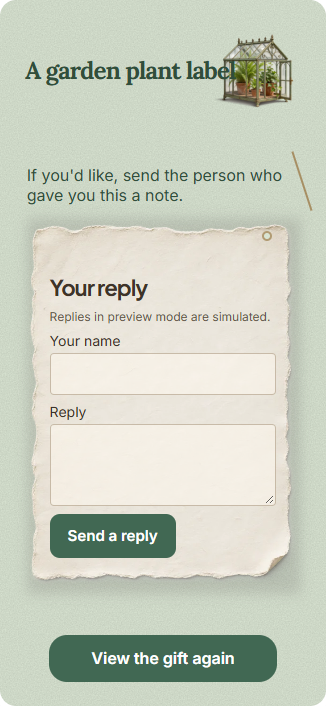 A garden plant label
If you'd like, send the person who
gave you this a note.
Your reply
Replies in preview mode are simulated.
Your name
Reply
Send a reply
View the gift again